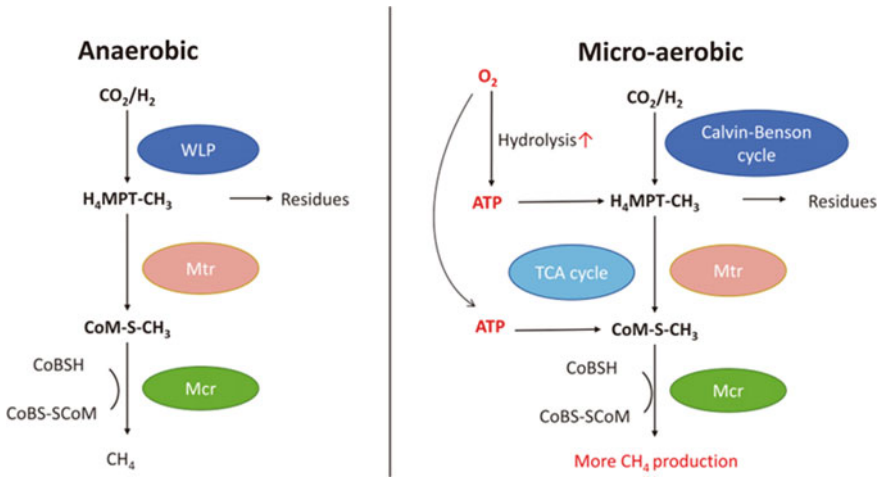 Anaerobic
CO₂/H₂
WLP
H₄MPT-CH₃
Residues
Mtr
CoM-S-CH₃
CoBSH
Mcr
CoBS-SCoM
CH₄
Micro-aerobic
O₂
CO₂/H₂
Hydrolysis↑
Calvin-Benson
cycle
ATP
H₄MPT-CH₃
Residues
TCA cycle
Mtr
ATP
CoM-S-CH₃
CoBSH
Mcr
CoBS-SCoM
More CH₄ production